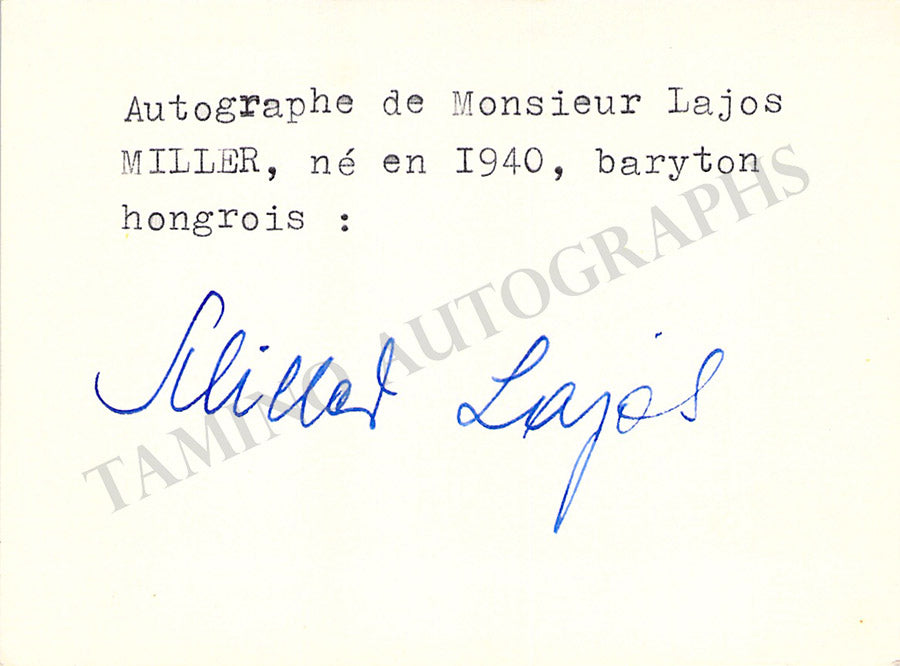 Autographe de Monsieur Lajos
MILLER, né en I940, baryton
hongrois :
Miller Lajos
TAMINO AUTOGRAPHS